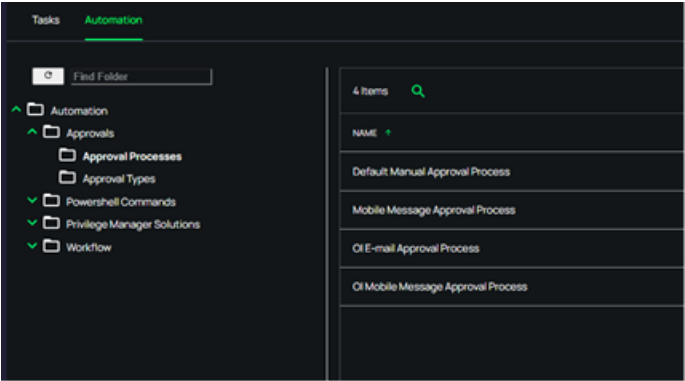 Tasks Automation
Find Folder
Automation
Approvals
Approval Processes
Approval Types
Powershell Commands
Privilege Manager Solutions
Workflow
4 Items
NAME
Default Manual Approval Process
Mobile Message Approval Process
OI E-mail Approval Process
OI Mobile Message Approval Process